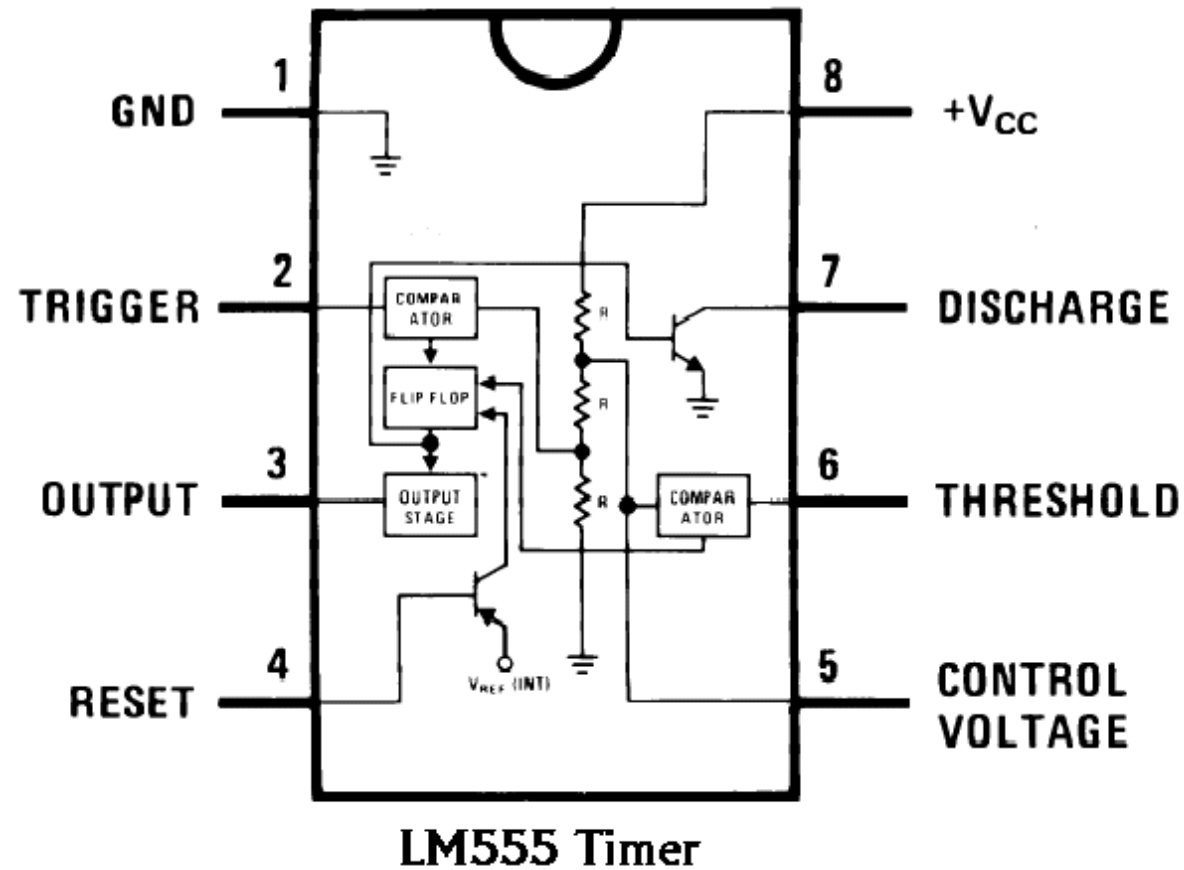 1
GND
8
+VCC
2
TRIGGER
7
DISCHARGE
COMPAR
ATOR
R
FLIP FLOP
R
3
OUTPUT
OUTPUT
STAGE
R
COMPAR
ATOR
6
THRESHOLD
4
RESET
VREF (INT)
5
CONTROL
VOLTAGE
LM555 Timer